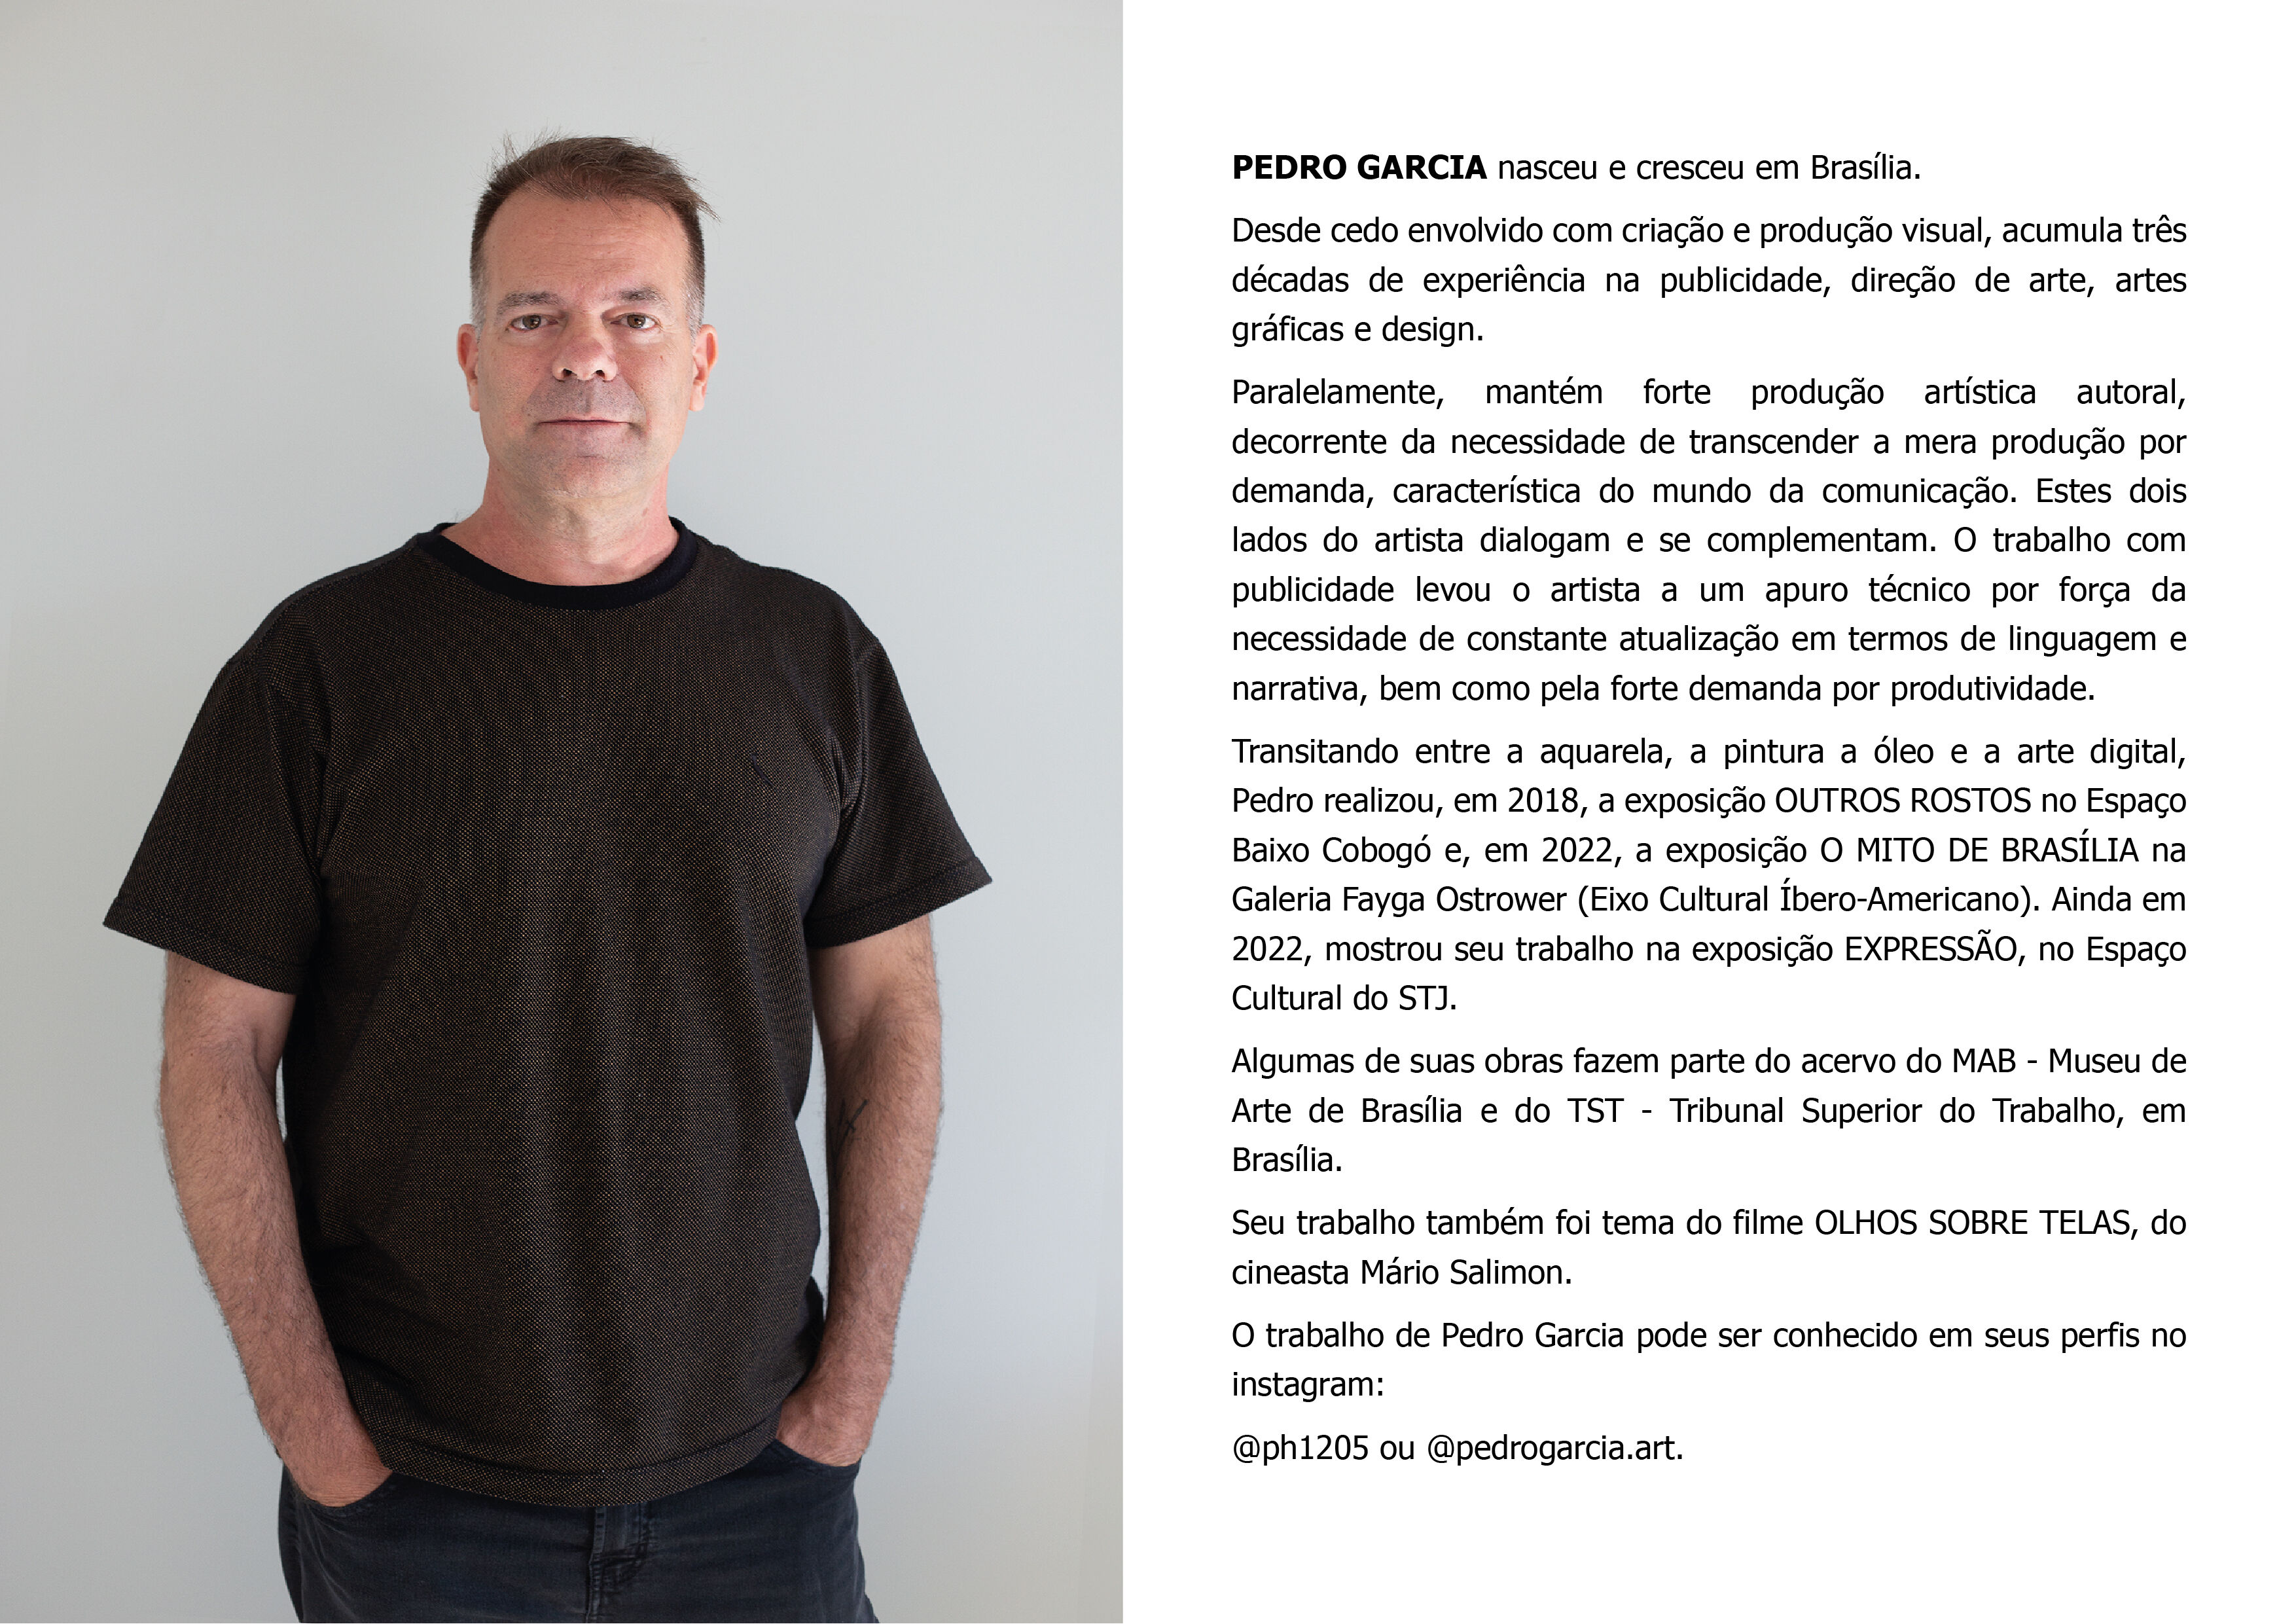 PEDRO GARCIA nasceu e cresceu em Brasília.
Desde cedo envolvido com criação e produção visual, acumula três
décadas de experiência na publicidade, direção de arte, artes
gráficas e design.
Paralelamente, mantém forte produção artística autoral,
decorrente da necessidade de transcender a mera produção por
demanda, característica do mundo da comunicação. Estes dois
lados do artista dialogam e se complementam. O trabalho com
publicidade levou o artista a um apuro técnico por força da
necessidade de constante atualização em termos de linguagem e
narrativa, bem como pela forte demanda por produtividade.
Transitando entre a aquarela, a pintura a óleo e a arte digital,
Pedro realizou, em 2018, a exposição OUTROS ROSTOS no Espaço
Baixo Cobogó e, em 2022, a exposição O MITO DE BRASÍLIA na
Galeria Fayga Ostrower (Eixo Cultural Íbero-Americano). Ainda em
2022, mostrou seu trabalho na exposição EXPRESSÃO, no Espaço
Cultural do STJ.
Algumas de suas obras fazem parte do acervo do MAB - Museu de
Arte de Brasília e do TST - Tribunal Superior do Trabalho, em
Brasília.
Seu trabalho também foi tema do filme OLHOS SOBRE TELAS, do
cineasta Mário Salimon.
O trabalho de Pedro Garcia pode ser conhecido em seus perfis no
instagram:
@ph1205 ou @pedrogarcia.art.